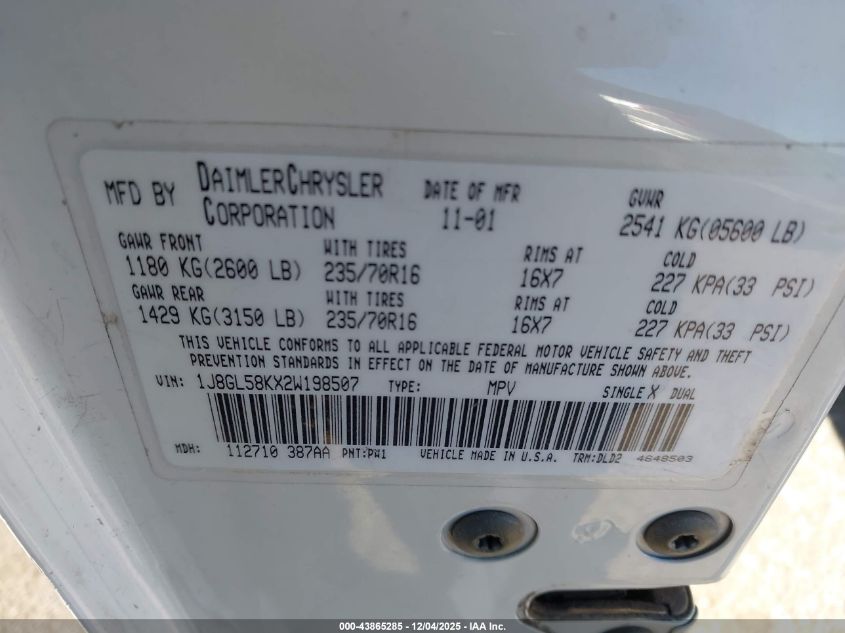 MFD BY DAIMLERCHRYSLER CORPORATION DATE OF MFR 11-01 GVWR 2541 KG(05600 LB)
GAWR FRONT WITH TIRES RIMS AT COLD
1180 KG(2600 LB) 235/70R16 16X7 227 KPA(33 PSI)
GAWR REAR WITH TIRES RIMS AT COLD
1429 KG(3150 LB) 235/70R16 16X7 227 KPA(33 PSI)
THIS VEHICLE CONFORMS TO ALL APPLICABLE FEDERAL MOTOR VEHICLE SAFETY AND THEFT
PREVENTION STANDARDS IN EFFECT ON THE DATE OF MANUFACTURE SHOWN ABOVE.
VIN: 1J8GL58KX2W198507 TYPE: MPV SINGLE X DUAL
MDH: 112710 387AA PNT:PW1 VEHICLE MADE IN U.S.A. TRM:DLD2 4648503
000-43865285 - 12/04/2025 - IAA Inc.